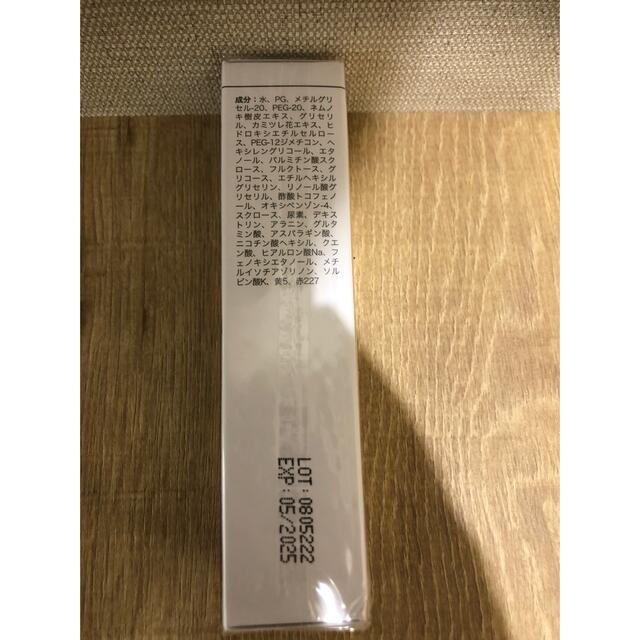 成分：水、PG、メチルグリ
セル-20、PEG-20、ネムノ
キ樹皮エキス、グリセリ
ル、カミツレ花エキス、ヒ
ドロキシエチルセルロー
ス、PEG-12ジメチコン、ヘ
キシレングリコール、エタ
ノール、パルミチン酸スク
ロース、フルクトース、グ
リコース、エチルヘキシル
グリセリン、リノール酸グ
リセリル、酢酸トコフェノ
ール、オキシベンゾン-4、
スクロース、尿素、デキス
トリン、アラニン、グルタ
ミン酸、アスパラギン酸、
ニコチン酸ヘキシル、クエ
ン酸、ヒアルロン酸Na、フ
ェノキシエタノール、メチ
ルイソチアゾリノン、ソル
ビン酸K、黄5、赤227
LOT: 0805222
EXP: 05/2025